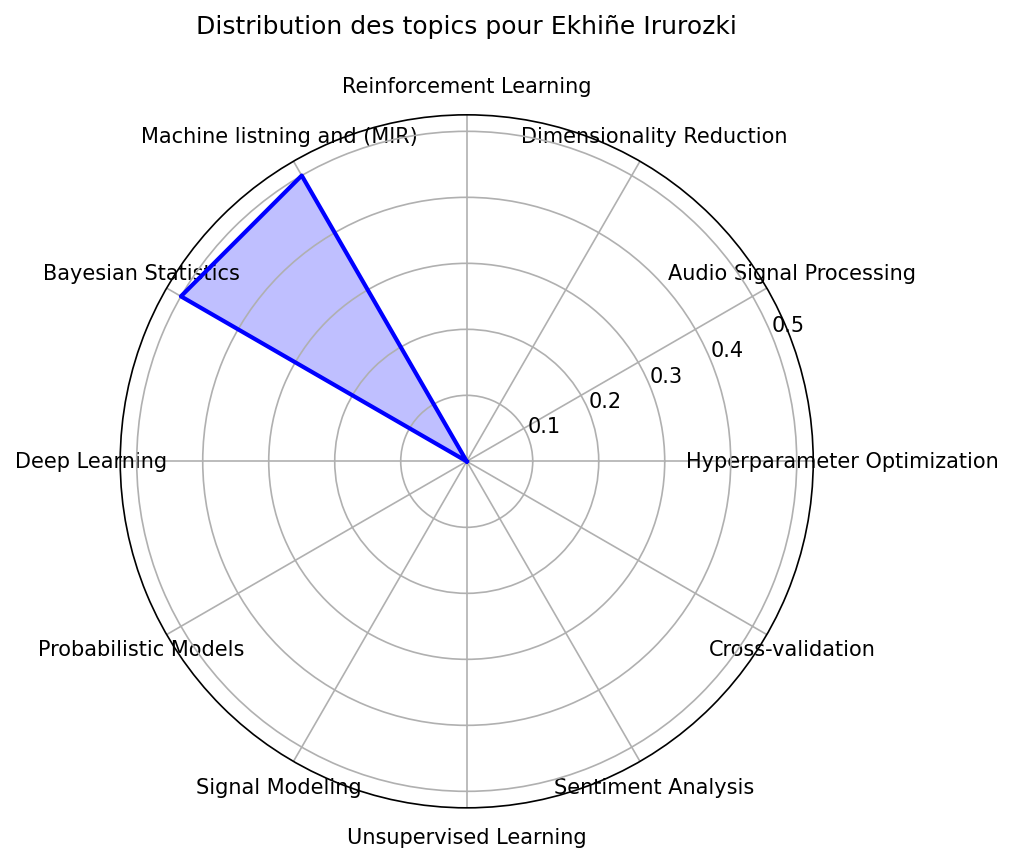 Distribution des topics pour Ekhiñe Irurozki
Reinforcement Learning
Machine listning and (MIR)
Dimensionality Reduction
Bayesian Statistics
Audio Signal Processing
0.5
0.4
0.3
0.2
0.1
Deep Learning
Hyperparameter Optimization
Probabilistic Models
Cross-validation
Signal Modeling
Sentiment Analysis
Unsupervised Learning